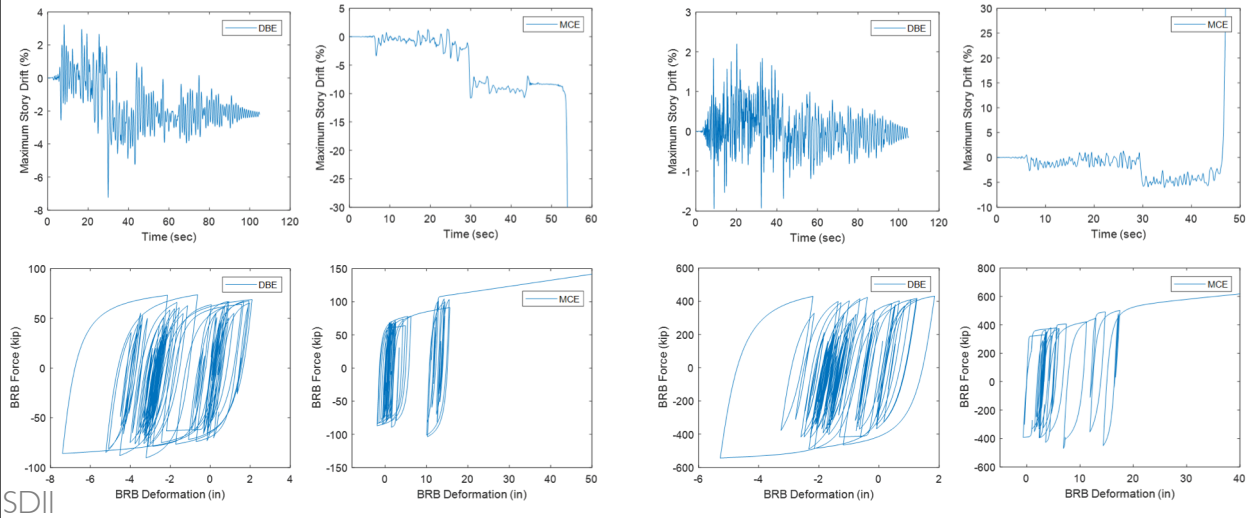 Maximum Story Drift (%)
4
2
0
-2
-4
-6
-8
0 20 40 60 80 100 120
Time (sec)
DBE
Maximum Story Drift (%)
5
0
-5
-10
-15
-20
-25
-30
0 10 20 30 40 50 60
Time (sec)
MCE
Maximum Story Drift (%)
3
2
1
0
-1
-2
0 20 40 60 80 100 120
Time (sec)
DBE
Maximum Story Drift (%)
30
25
20
15
10
5
0
-5
-10
0 10 20 30 40 50
Time (sec)
MCE
BRB Force (kip)
100
50
0
-50
-100
-8 -6 -4 -2 0 2 4
BRB Deformation (in)
DBE
BRB Force (kip)
150
100
50
0
-50
-100
-150
0 10 20 30 40 50
BRB Deformation (in)
MCE
BRB Force (kip)
600
400
200
0
-200
-400
-600
-6 -4 -2 0 2
BRB Deformation (in)
DBE
BRB Force (kip)
800
600
400
200
0
-200
-400
-600
0 10 20 30 40
BRB Deformation (in)
MCE
SDII